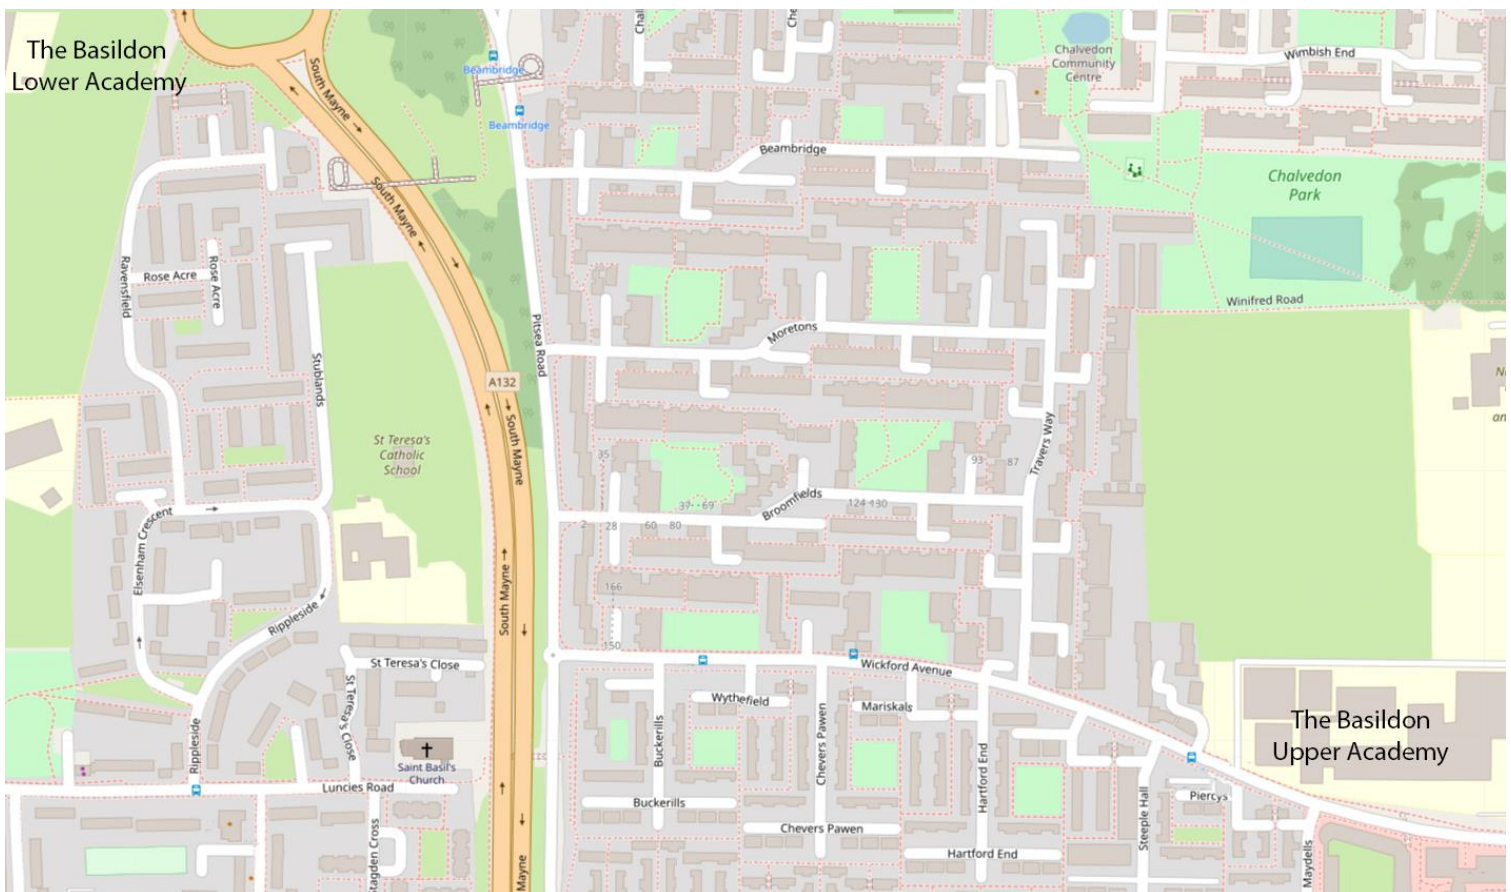 The Basildon
Lower Academy
South Mayne
Beambridge
Beambridge
Chalvedon
Community
Centre
Wimbish End
Beambridge
Chalvedon
Park
South Mayne
Ravensfield
Rose Acre
Rose Acre
Winifred Road
Pitsea Road
Moretons
Stublands
A132
South Mayne
St Teresa's
Catholic
School
Travers Way
35
93
87
Elsenham Crescent
37
69
Broomfields
124
130
2
28
60
80
South Mayne
166
Rippleside
150
St Teresa's Close
Wickford Avenue
Wythefield
Mariskals
St Teresa's Close
Buckerills
Chevers Pawen
The Basildon
Upper Academy
Rippleside
Saint Basil's
Church
Hartford End
Luncies Road
Buckerills
Steeple Hall
Piercys
Chevers Pawen
Hartford End
Maydells
Mayne